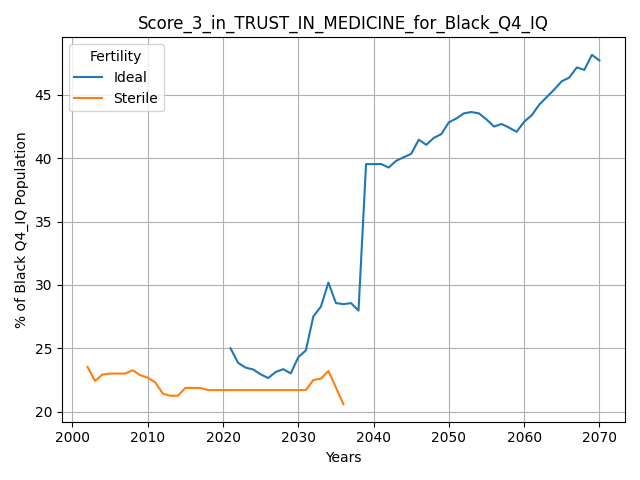 Score_3_in_TRUST_IN_MEDICINE_for_Black_Q4_IQ
Fertility
Ideal
Sterile
% of Black Q4_IQ Population
45
40
35
30
25
20
2000 2010 2020 2030 2040 2050 2060 2070
Years